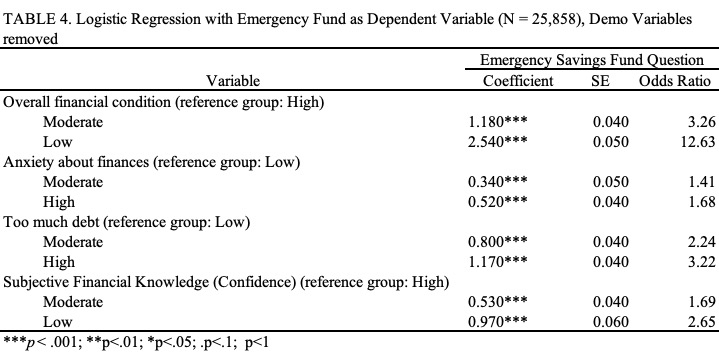 TABLE 4. Logistic Regression with Emergency Fund as Dependent Variable (N = 25,858), Demo Variables
removed
Emergency Savings Fund Question
Variable Coefficient SE Odds Ratio
Overall financial condition (reference group: High)
Moderate 1.180*** 0.040 3.26
Low 2.540*** 0.050 12.63
Anxiety about finances (reference group: Low)
Moderate 0.340*** 0.050 1.41
High 0.520*** 0.040 1.68
Too much debt (reference group: Low)
Moderate 0.800*** 0.040 2.24
High 1.170*** 0.040 3.22
Subjective Financial Knowledge (Confidence) (reference group: High)
Moderate 0.530*** 0.040 1.69
Low 0.970*** 0.060 2.65
***p< .001; **p<.01; *p<.05; .p<.1; p<1